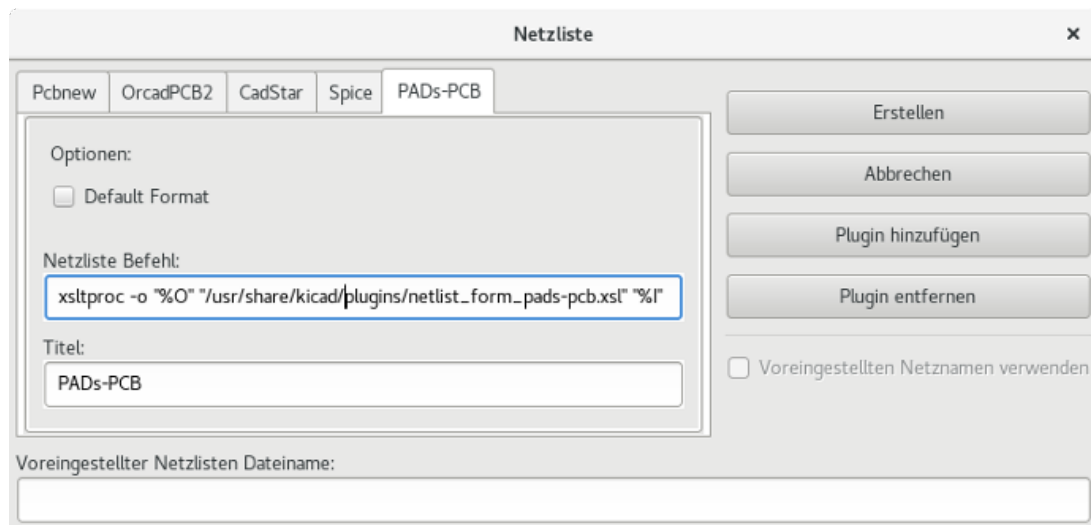 Netzliste
Pcbnew OrcadPCB2 CadStar Spice PADs-PCB
Optionen:
Default Format
Netzliste Befehl:
xsltproc -o "%O" "/usr/share/kicad/plugins/netlist_form_pads-pcb.xsl" "%I"
Titel:
PADs-PCB
Erstellen
Abbrechen
Plugin hinzufügen
Plugin entfernen
Voreingestellten Netznamen verwenden
Voreingestellter Netzlisten Dateiname: